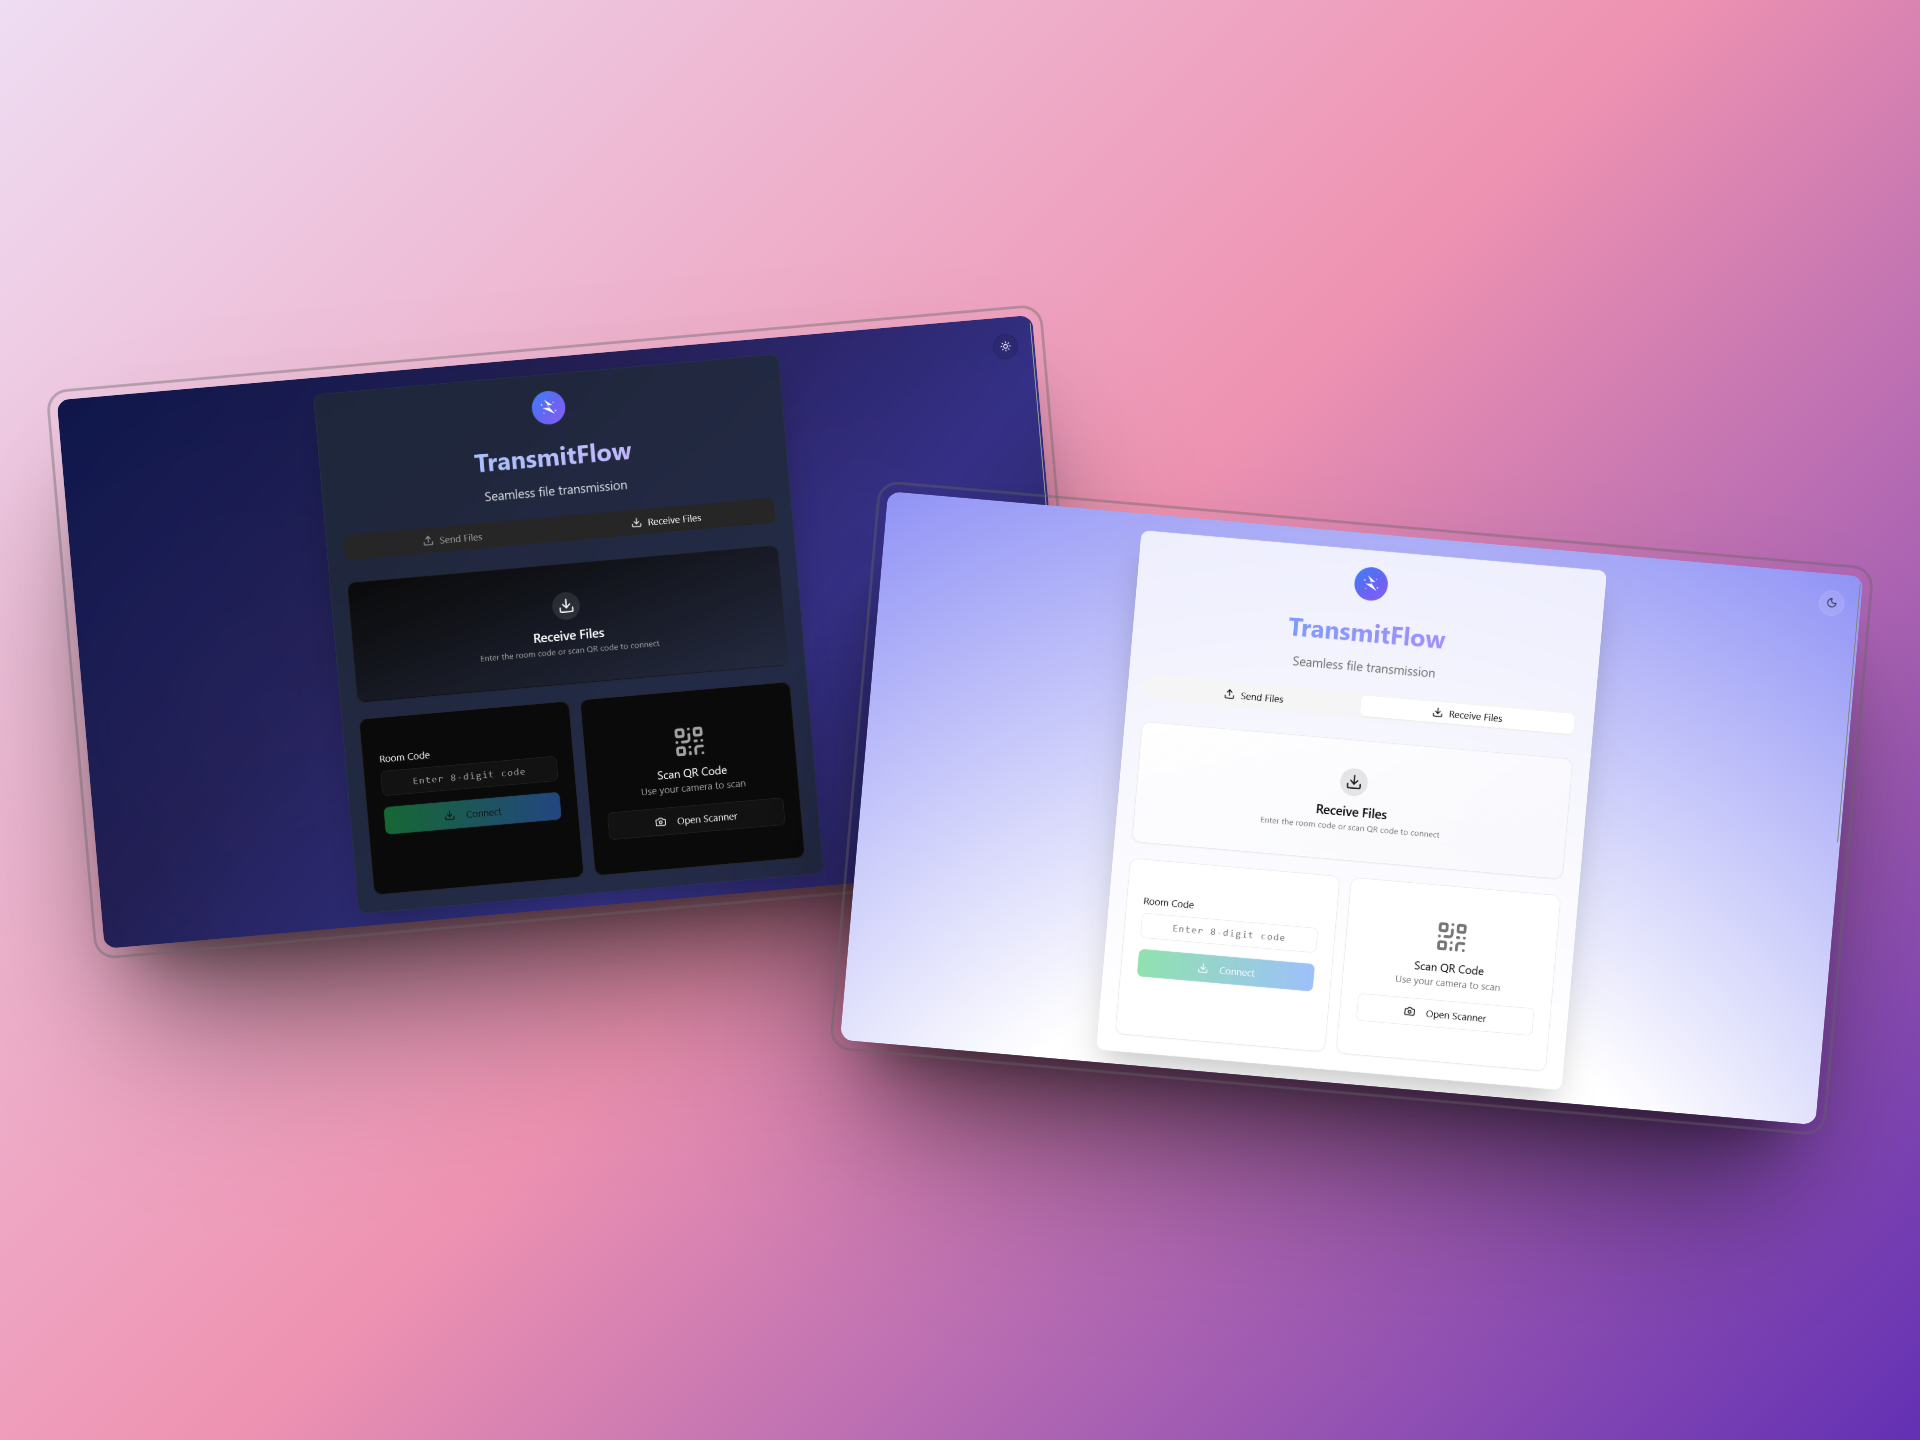 TransmitFlow
Seamless file transmission
Send Files
Receive Files
Receive Files
Enter the room code or scan QR code to connect
Room Code
Enter 8-digit code
Connect
Scan QR Code
Use your camera to scan
Open Scanner
TransmitFlow
Seamless file transmission
Send Files
Receive Files
Receive Files
Enter the room code or scan QR code to connect
Room Code
Enter 8-digit code
Connect
Scan QR Code
Use your camera to scan
Open Scanner